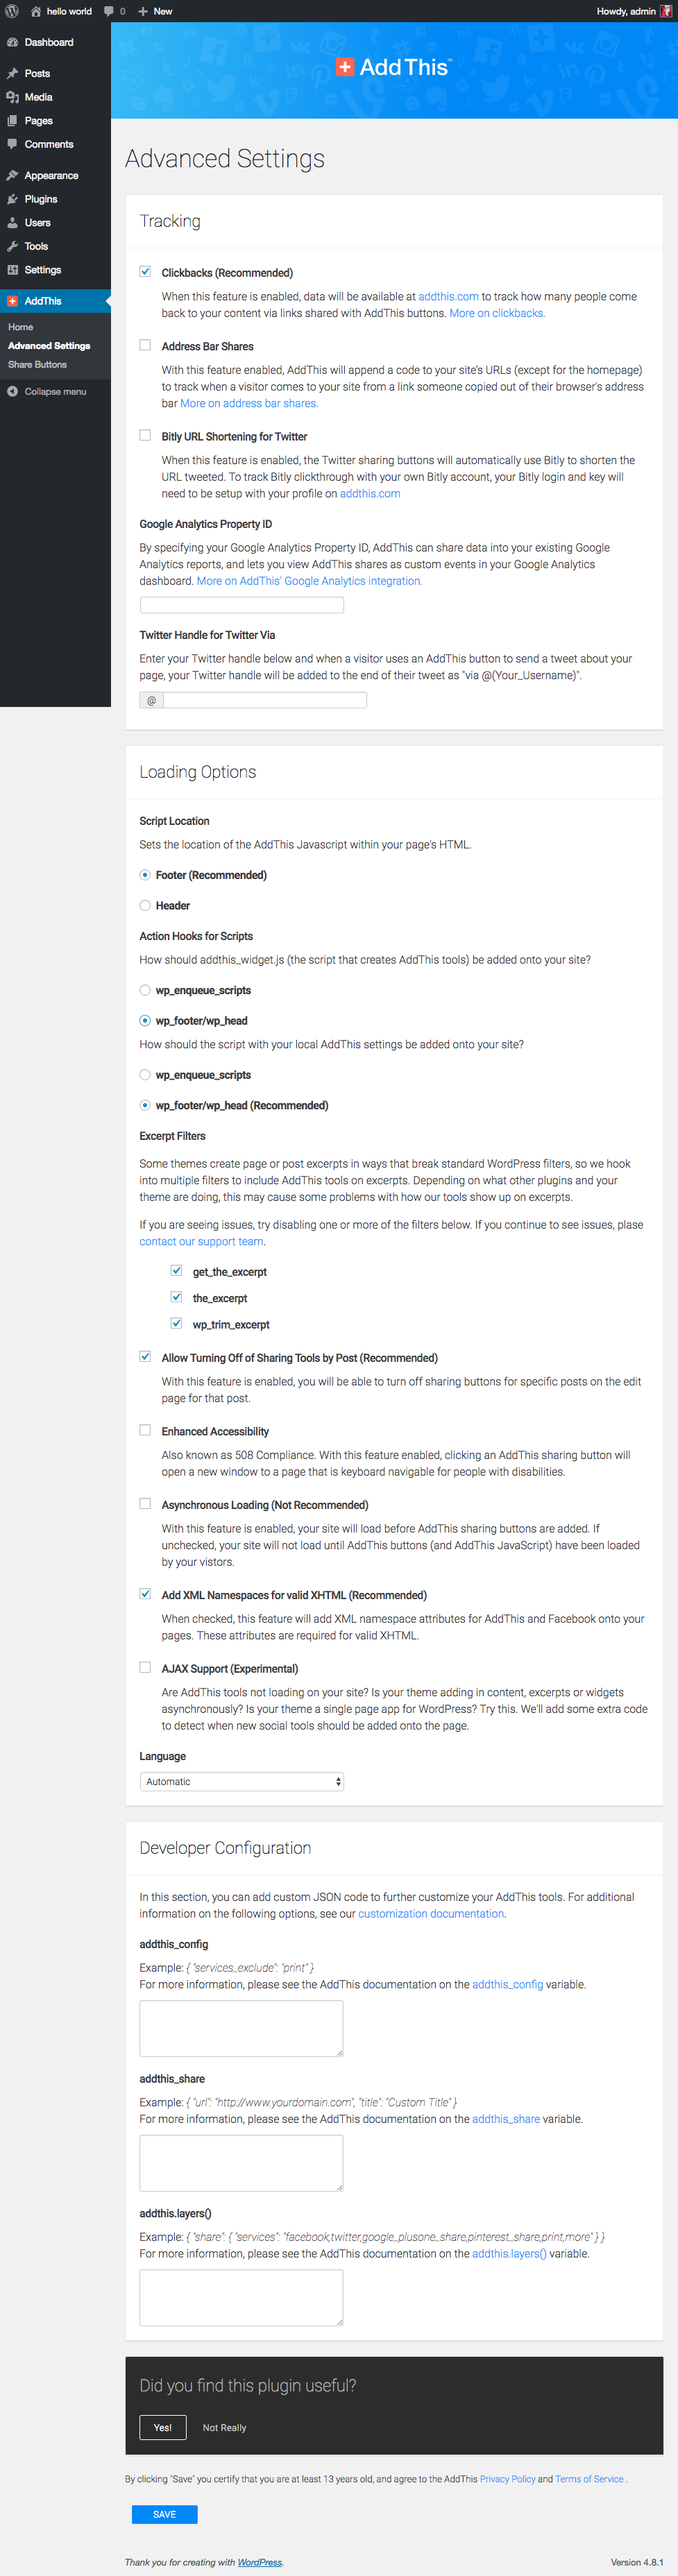 hello world
0
New
Howdy, admin
Dashboard
Posts
Media
Pages
Comments
Appearance
Plugins
Users
Tools
Settings
AddThis
Home
Advanced Settings
Share Buttons
Collapse menu
AddThis™
Advanced Settings
Tracking
Clickbacks (Recommended)
When this feature is enabled, data will be available at addthis.com to track how many people come
back to your content via links shared with AddThis buttons. More on clickbacks.
Address Bar Shares
With this feature enabled, AddThis will append a code to your site's URLs (except for the homepage)
to track when a visitor comes to your site from a link someone copied out of their browser's address
bar More on address bar shares.
Bitly URL Shortening for Twitter
When this feature is enabled, the Twitter sharing buttons will automatically use Bitly to shorten the
URL tweeted. To track Bitly clickthrough with your own Bitly account, your Bitly login and key will
need to be setup with your profile on addthis.com
Google Analytics Property ID
By specifying your Google Analytics Property ID, AddThis can share data into your existing Google
Analytics reports, and lets you view AddThis shares as custom events in your Google Analytics
dashboard. More on AddThis' Google Analytics integration.
Twitter Handle for Twitter Via
Enter your Twitter handle below and when a visitor uses an AddThis button to send a tweet about your
page, your Twitter handle will be added to the end of their tweet as "via @(Your_Username)".
@
Loading Options
Script Location
Sets the location of the AddThis Javascript within your page's HTML.
Footer (Recommended)
Header
Action Hooks for Scripts
How should addthis_widget.js (the script that creates AddThis tools) be added onto your site?
wp_enqueue_scripts
wp_footer/wp_head
How should the script with your local AddThis settings be added onto your site?
wp_enqueue_scripts
wp_footer/wp_head (Recommended)
Excerpt Filters
Some themes create page or post excerpts in ways that break standard WordPress filters, so we hook
into multiple filters to include AddThis tools on excerpts. Depending on what other plugins and your
theme are doing, this may cause some problems with how our tools show up on excerpts.
If you are seeing issues, try disabling one or more of the filters below. If you continue to see issues, plase
contact our support team.
get_the_excerpt
the_excerpt
wp_trim_excerpt
Allow Turning Off of Sharing Tools by Post (Recommended)
With this feature is enabled, you will be able to turn off sharing buttons for specific posts on the edit
page for that post.
Enhanced Accessibility
Also known as 508 Compliance. With this feature enabled, clicking an AddThis sharing button will
open a new window to a page that is keyboard navigable for people with disabilities.
Asynchronous Loading (Not Recommended)
With this feature is enabled, your site will load before AddThis sharing buttons are added. If
unchecked, your site will not load until AddThis buttons (and AddThis JavaScript) have been loaded
by your vistors.
Add XML Namespaces for valid XHTML (Recommended)
When checked, this feature will add XML namespace attributes for AddThis and Facebook onto your
pages. These attributes are required for valid XHTML.
AJAX Support (Experimental)
Are AddThis tools not loading on your site? Is your theme adding in content, excerpts or widgets
asynchronously? Is your theme a single page app for WordPress? Try this. We'll add some extra code
to detect when new social tools should be added onto the page.
Language
Automatic
Developer Configuration
In this section, you can add custom JSON code to further customize your AddThis tools. For additional
information on the following options, see our customization documentation.
addthis_config
Example: { "services_exclude": "print" }
For more information, please see the AddThis documentation on the addthis_config variable.
addthis_share
Example: { "url": "http://www.yourdomain.com", "title": "Custom Title" }
For more information, please see the AddThis documentation on the addthis_share variable.
addthis.layers()
Example: { "share": { "services": "facebook,twitter,google_plusone_share,pinterest_share,print,more" } }
For more information, please see the AddThis documentation on the addthis.layers() variable.
Did you find this plugin useful?
Yes!
Not Really
By clicking "Save" you certify that you are at least 13 years old, and agree to the AddThis Privacy Policy and Terms of Service .
SAVE
Thank you for creating with WordPress.
Version 4.8.1